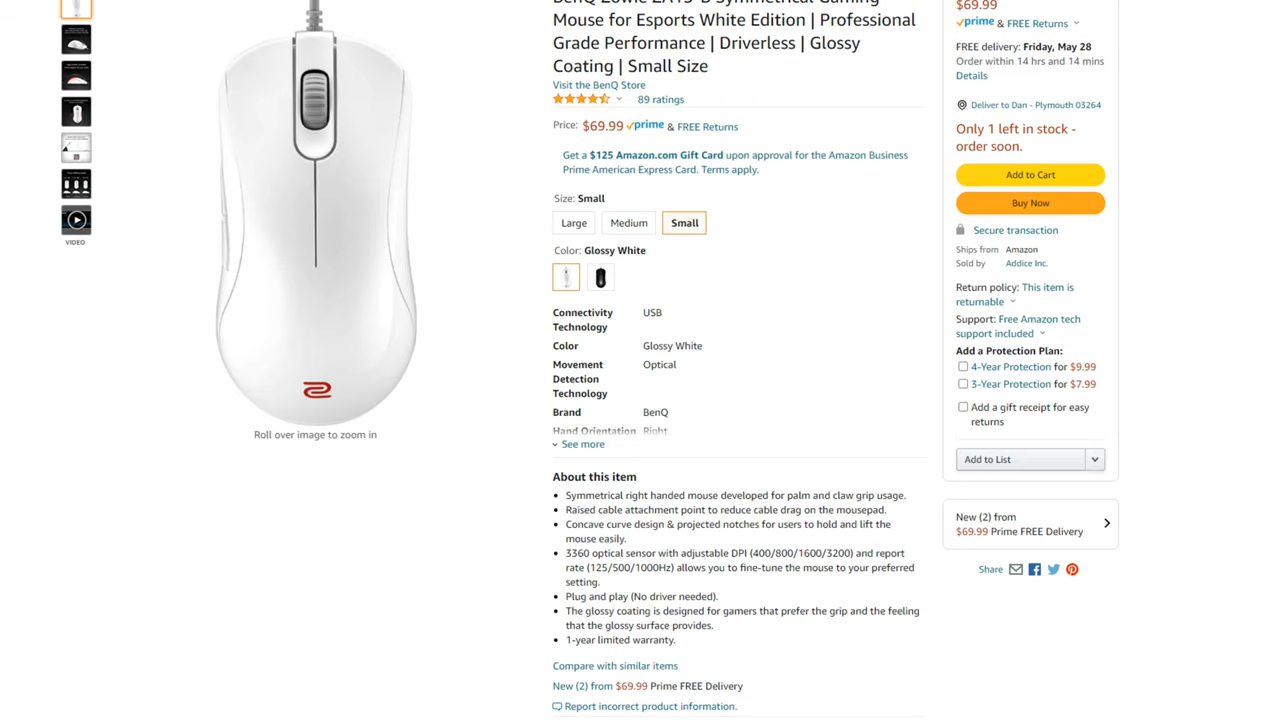 BenQ Zowie ZA13-B Symmetrical Gaming
Mouse for Esports White Edition | Professional
Grade Performance | Driverless | Glossy
Coating | Small Size
Visit the BenQ Store
89 ratings
Price: $69.99 prime & FREE Returns
Get a $125 Amazon.com Gift Card upon approval for the Amazon Business
Prime American Express Card. Terms apply.
Size: Small
Large
Medium
Small
Color: Glossy White
Connectivity Technology USB
Color Glossy White
Movement Detection Technology Optical
Brand BenQ
Hand Orientation Right
See more
About this item
Symmetrical right handed mouse developed for palm and claw grip usage.
Raised cable attachment point to reduce cable drag on the mousepad.
Concave curve design & projected notches for users to hold and lift the
mouse easily.
3360 optical sensor with adjustable DPI (400/800/1600/3200) and report
rate (125/500/1000Hz) allows you to fine-tune the mouse to your preferred
setting.
Plug and play (No driver needed).
The glossy coating is designed for gamers that prefer the grip and the feeling
that the glossy surface provides.
1-year limited warranty.
Compare with similar items
New (2) from $69.99 Prime FREE Delivery
Report incorrect product information.
VIDEO
Roll over image to zoom in
$69.99
prime & FREE Returns
FREE delivery: Friday, May 28
Order within 14 hrs and 14 mins
Details
Deliver to Dan - Plymouth 03264
Only 1 left in stock -
order soon.
Add to Cart
Buy Now
Secure transaction
Ships from Amazon
Sold by Addice Inc.
Return policy: This item is
returnable
Support: Free Amazon tech
support included
Add a Protection Plan:
4-Year Protection for $9.99
3-Year Protection for $7.99
Add a gift receipt for easy
returns
Add to List
New (2) from
$69.99 Prime FREE Delivery
Share